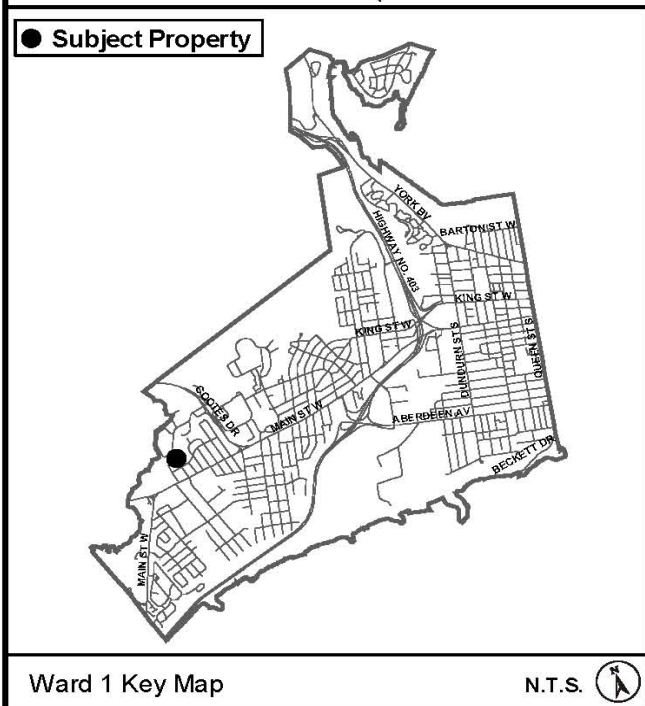 Subject Property
YORK BV
BARTON ST W
HIGHWAY NO. 403
KING ST W
KING ST W
DUNDURN ST S
QUEEN ST S
COOTES DR
MAIN ST W
ABERDEEN AV
BECKETT DR
MAIN ST W
Ward 1 Key Map
N.T.S.
N